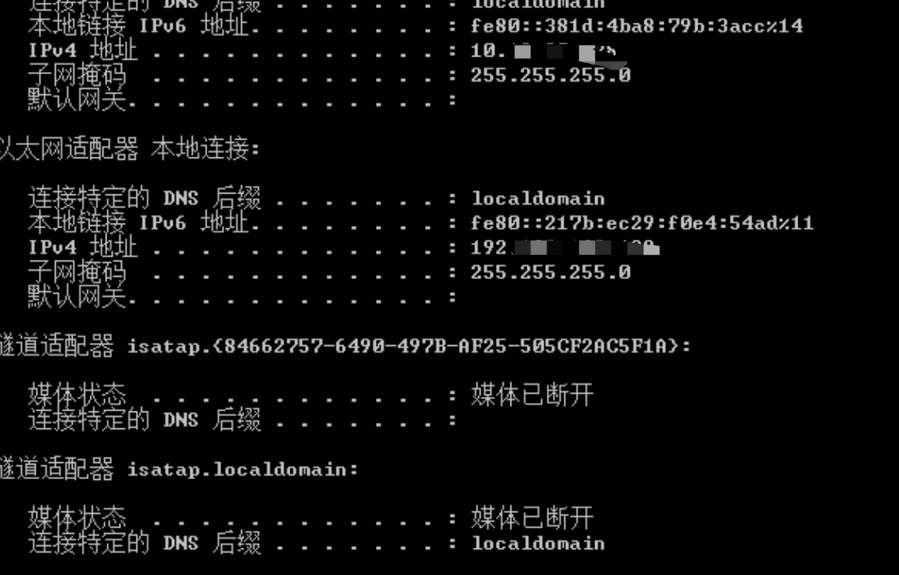 连接特定的 DNS 后缀 . . . . . . . : localdomain
本地链接 IPv6 地址. . . . . . . . : fe80::381d:4ba8:79b:3acc%14
IPv4 地址 . . . . . . . . . . . . : 10.
子网掩码  . . . . . . . . . . . . : 255.255.255.0
默认网关. . . . . . . . . . . . . :
以太网适配器 本地连接:
连接特定的 DNS 后缀 . . . . . . . : localdomain
本地链接 IPv6 地址. . . . . . . . : fe80::217b:ec29:f0e4:54ad%11
IPv4 地址 . . . . . . . . . . . . : 192
子网掩码  . . . . . . . . . . . . : 255.255.255.0
默认网关. . . . . . . . . . . . . :
隧道适配器 isatap.{84662757-6490-497B-AF25-505CF2AC5F1A}:
媒体状态  . . . . . . . . . . . . : 媒体已断开
连接特定的 DNS 后缀 . . . . . . . :
隧道适配器 isatap.localdomain:
媒体状态  . . . . . . . . . . . . : 媒体已断开
连接特定的 DNS 后缀 . . . . . . . : localdomain